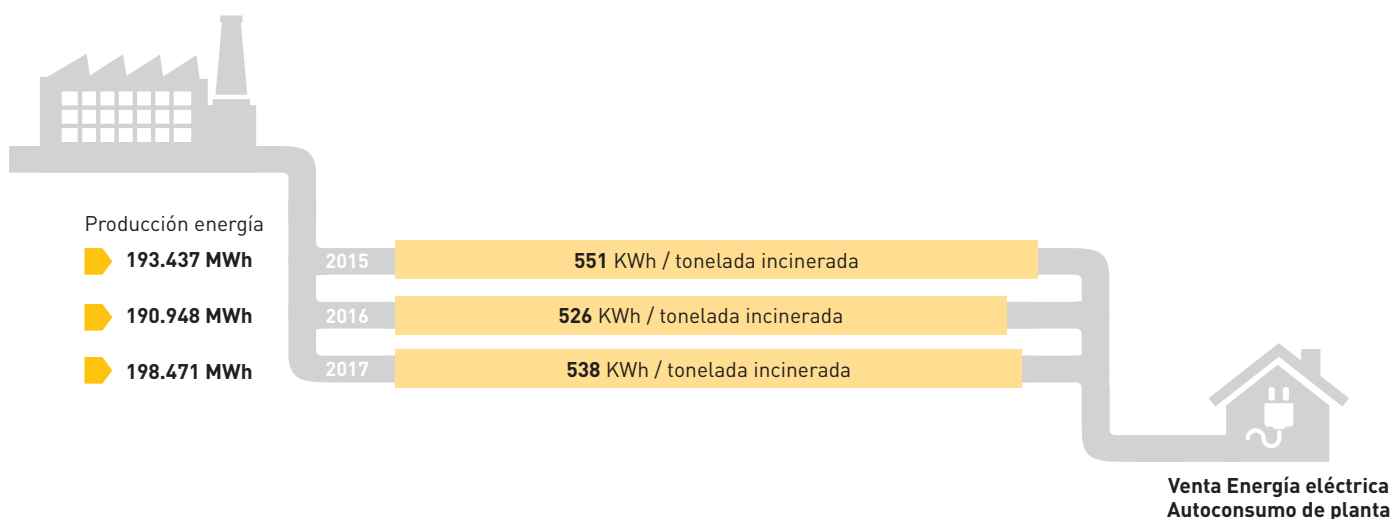 Producción energía
193.437 MWh
2015
551 KWh / tonelada incinerada
190.948 MWh
2016
526 KWh / tonelada incinerada
198.471 MWh
2017
538 KWh / tonelada incinerada
Venta Energía eléctrica
Autoconsumo de planta